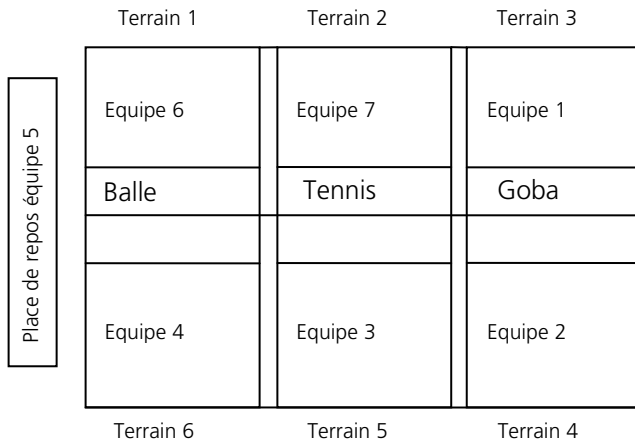 Terrain 1 Terrain 2 Terrain 3
Place de repos équipe 5
Equipe 6 Equipe 7 Equipe 1
Balle Tennis Goba
Equipe 4 Equipe 3 Equipe 2
Terrain 6 Terrain 5 Terrain 4